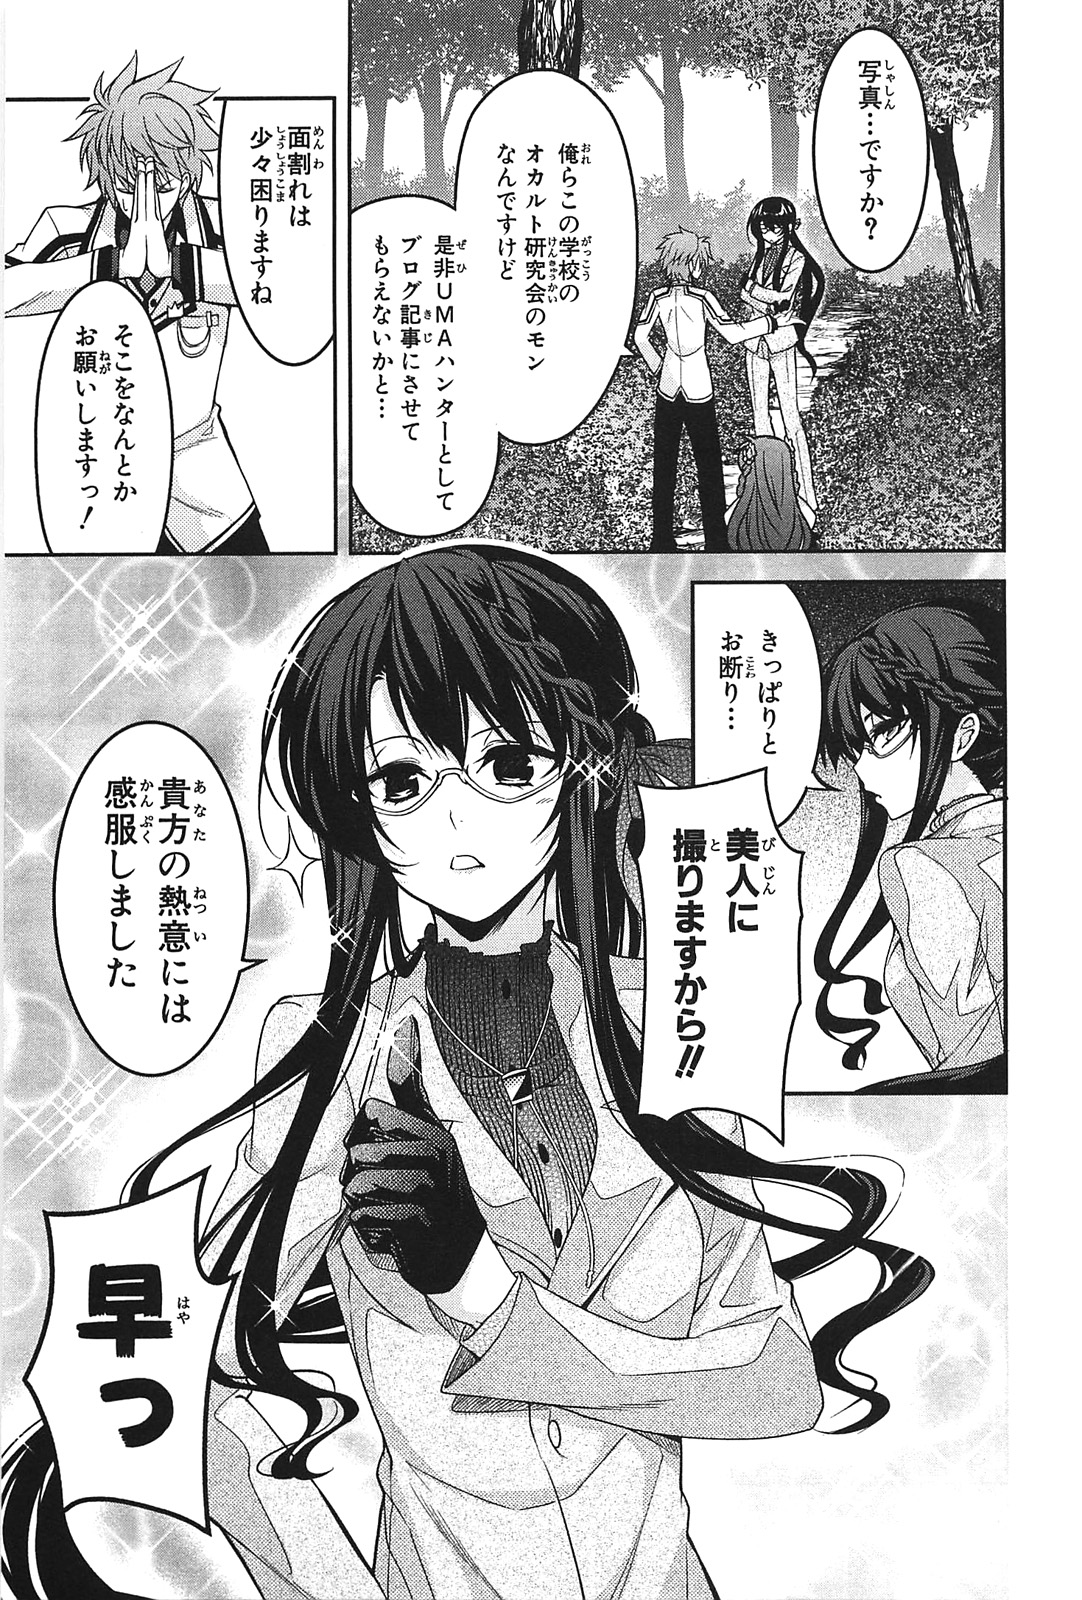 写真…ですか？
俺らこの学校の
オカルト研究会のモン
なんですけど
是非ＵＭＡハンターとして
ブログ記事にさせて
もらえないかと…
面割れは
少々困りますね
そこをなんとか
お願いしますっ！
きっぱりと
お断り…
美人に
撮りますから!!
貴方の熱意には
感服しました
早っ